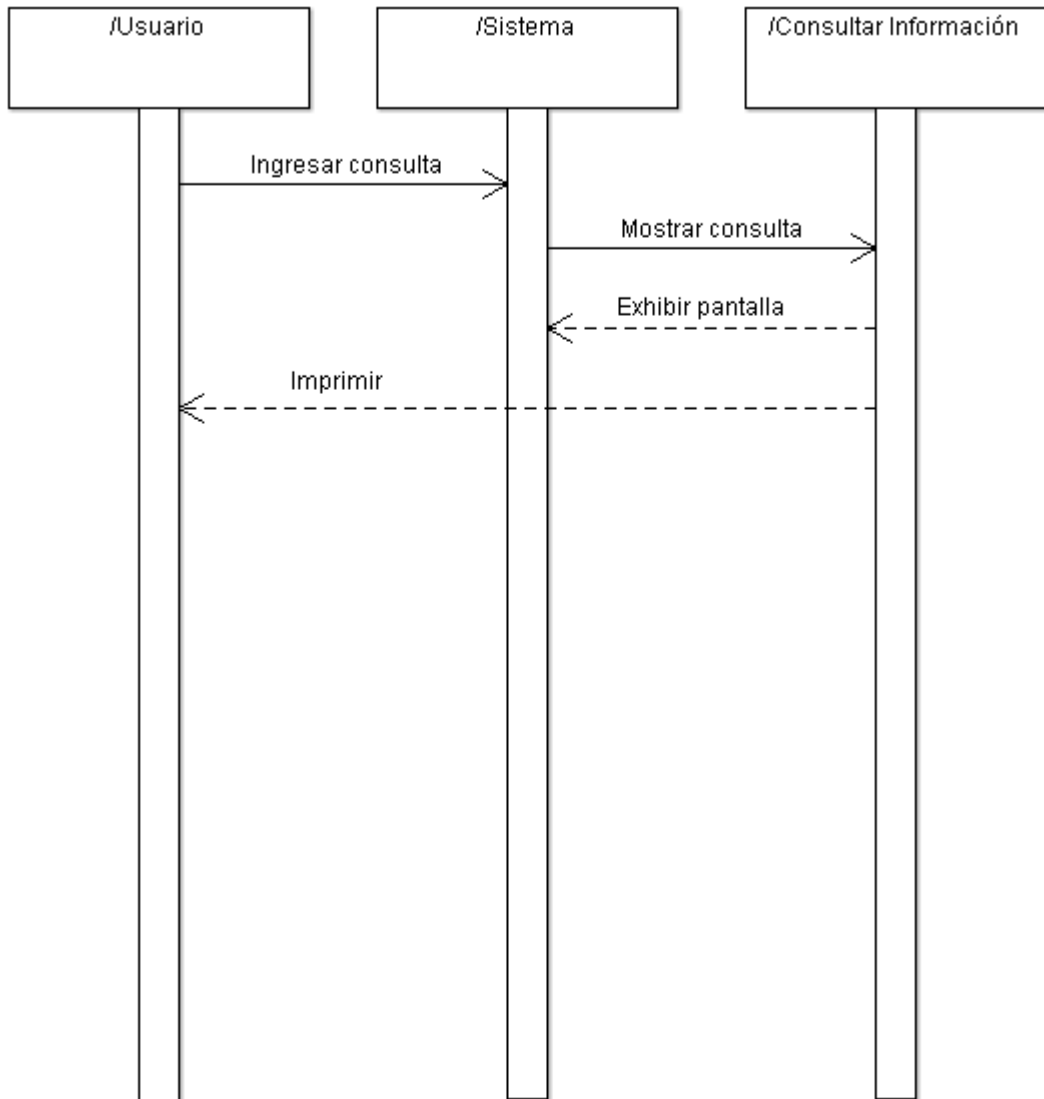 /Usuario
/Sistema
/Consultar Información
Ingresar consulta
Mostrar consulta
Exhibir pantalla
Imprimir